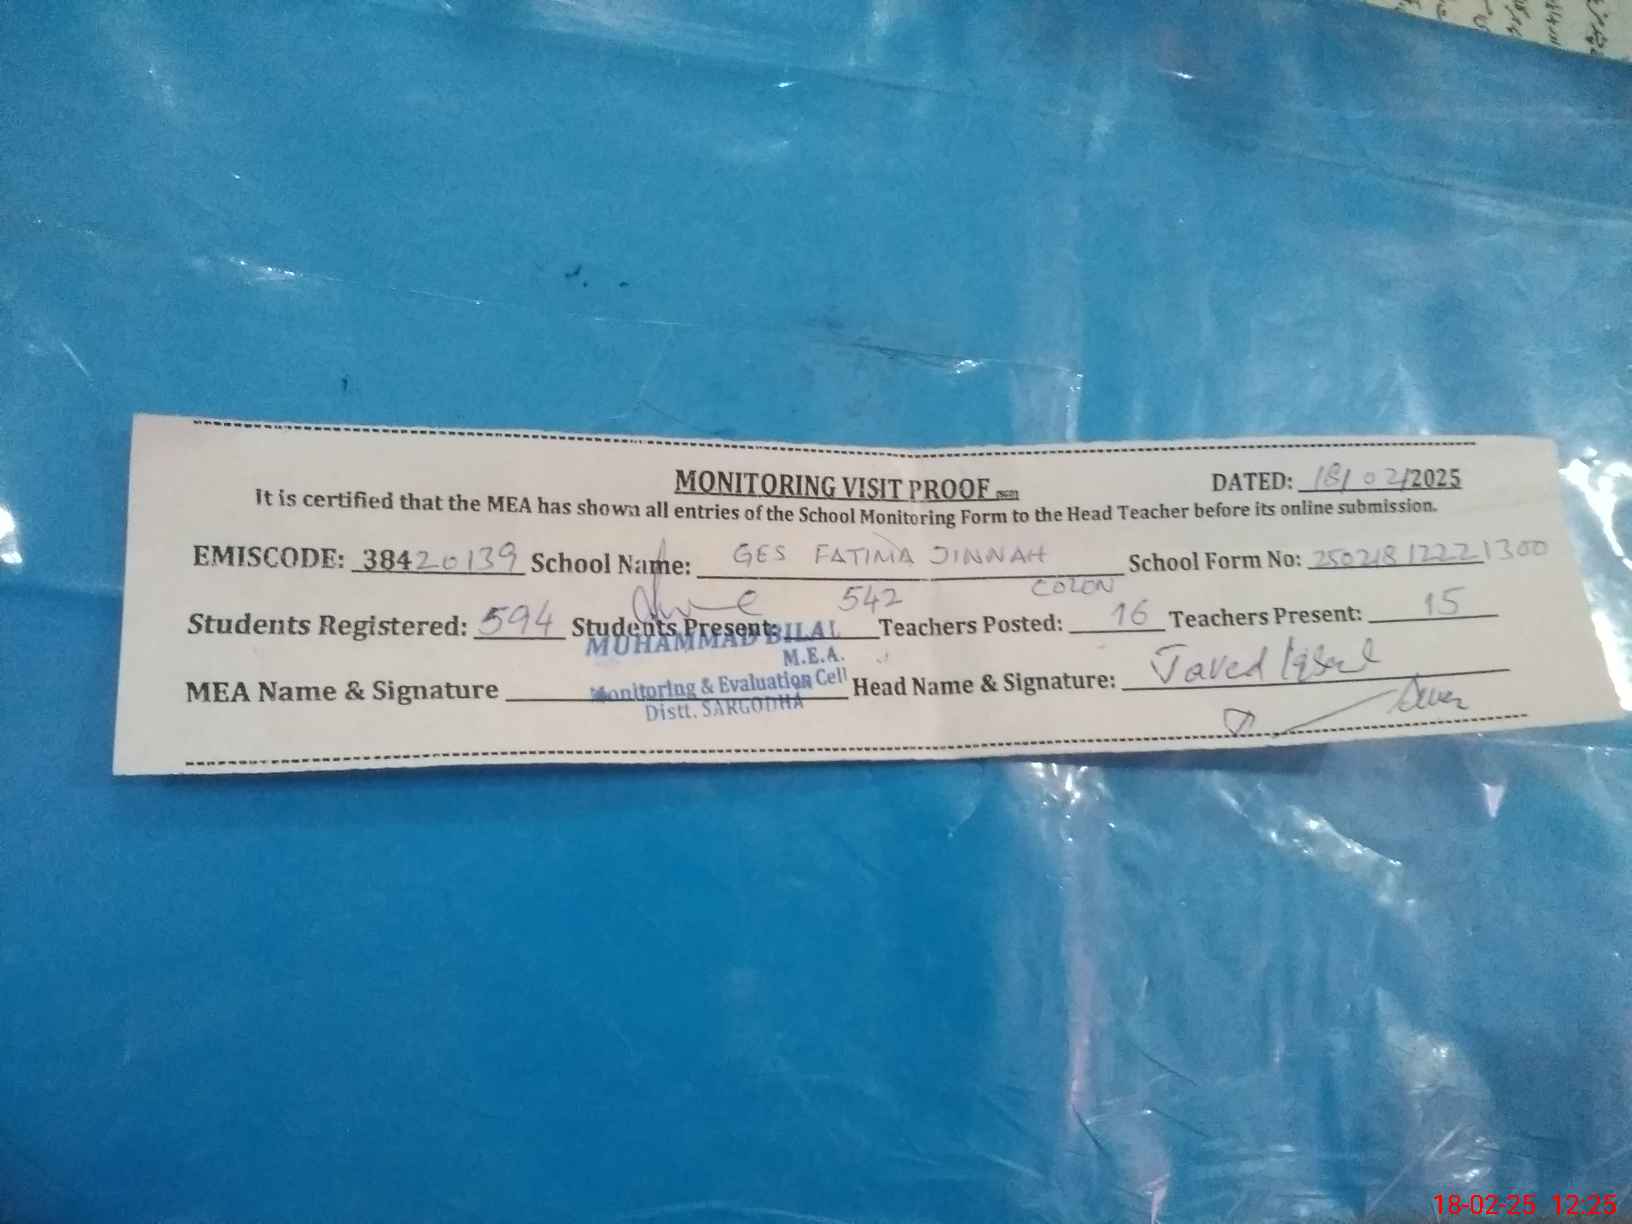 MONITORING VISIT PROOF
DATED: 18/02/2025
It is certified that the MEA has shown all entries of the School Monitoring Form to the Head Teacher before its online submission.
EMISCODE: 38420139 School Name: GES FATIMA JINNAH COLON School Form No: 25021812221300
Students Registered: 594 Students Present: 542 Teachers Posted: 16 Teachers Present: 15
MUHAMMAD BILAL
M.E.A.
Monitoring & Evaluation Cell
Distt. SARGODHA
MEA Name & Signature Head Name & Signature: Javed Iqbal
18-02-25 12:25